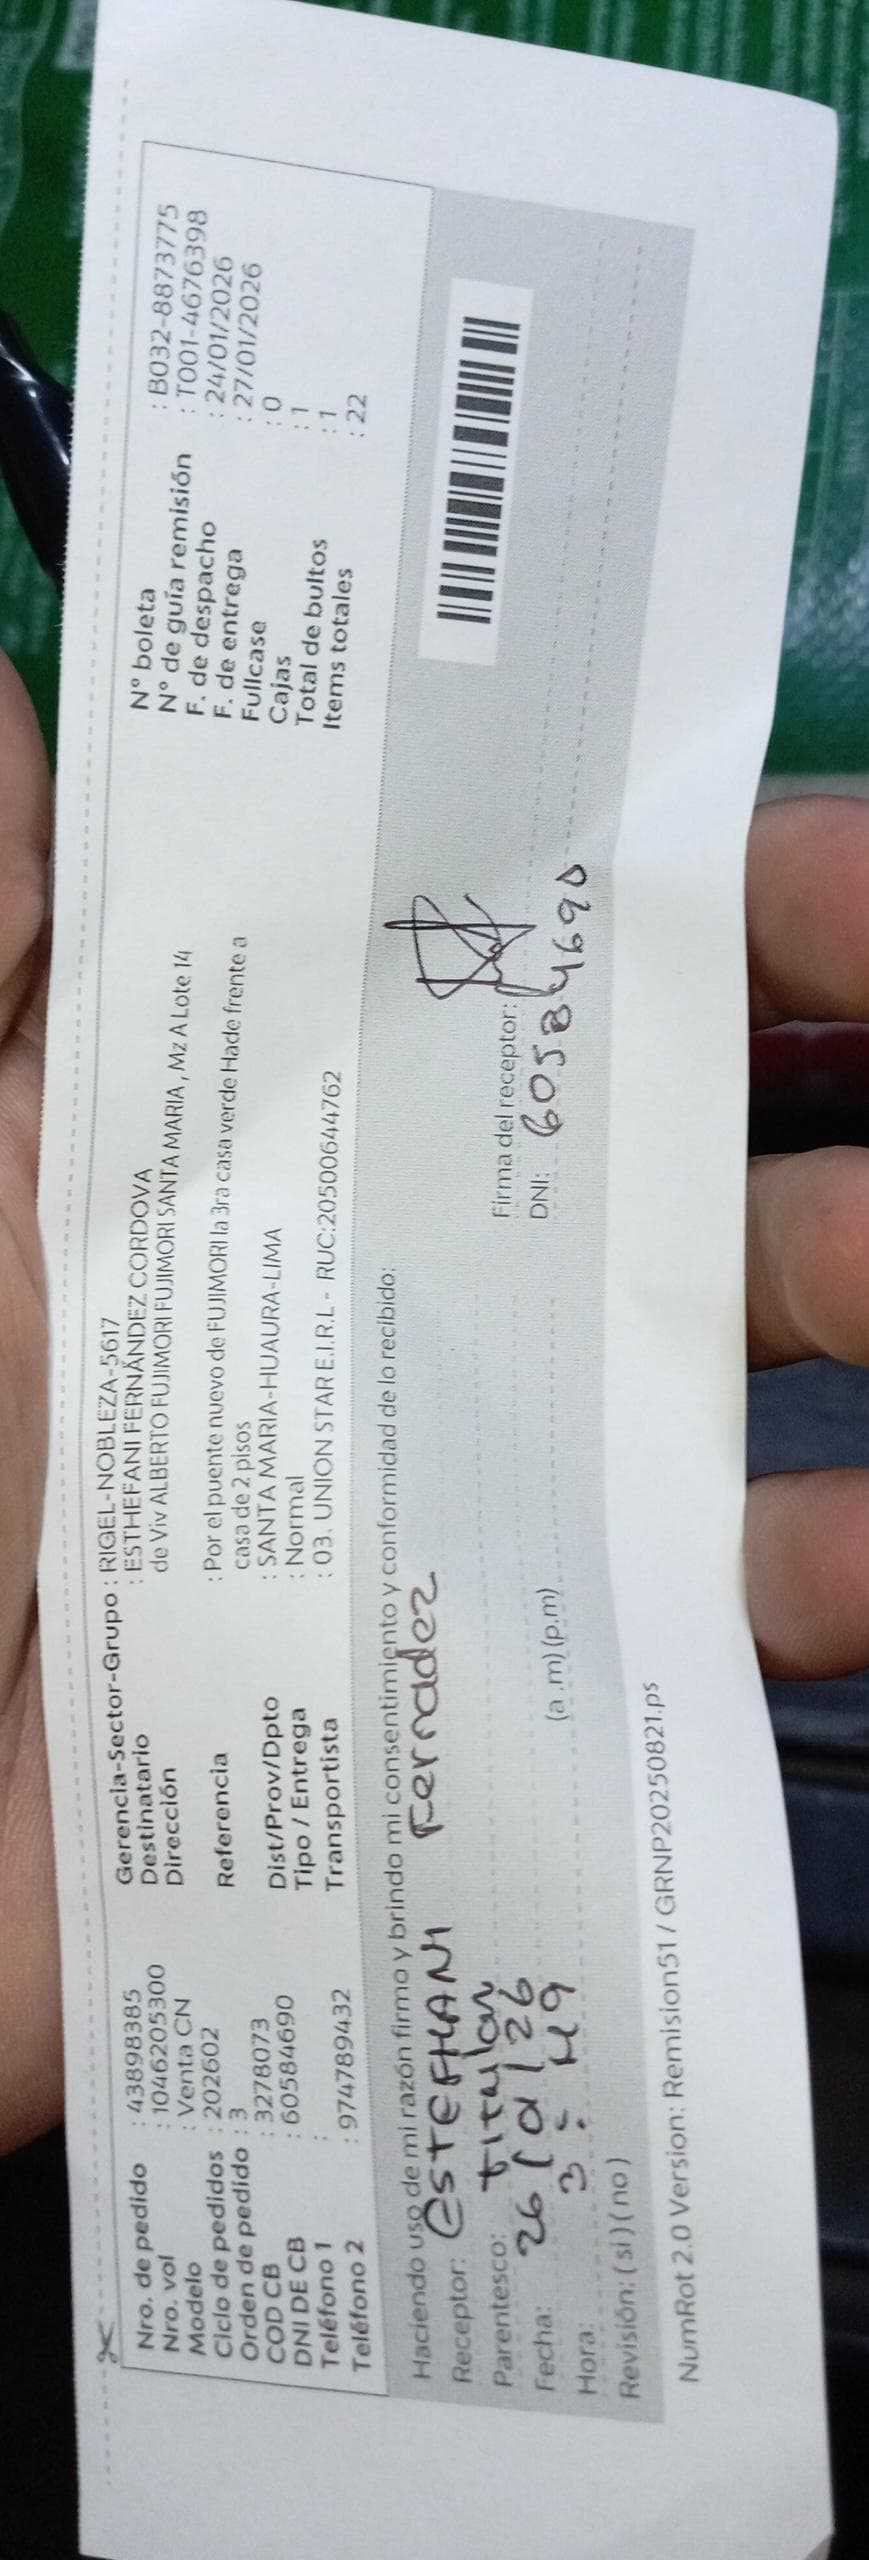 Nro. de pedido : 43898385
Nro. vol : 1046205300
Modelo : Venta CN
Ciclo de pedidos : 202602
Orden de pedido : 3
COD CB : 3278073
DNI DE CB : 60584690
Teléfono 1 :
Teléfono 2 : 974789432
Gerencia-Sector-Grupo : RIGEL-NOBLEZA-5617
Destinatario : ESTHEFANI FERNÁNDEZ CORDOVA
Dirección de Viv ALBERTO FUJIMORI FUJIMORI SANTA MARIA , Mz A Lote 14
Referencia : Por el puente nuevo de FUJIMORI la 3ra casa verde Hacle frente a
casa de 2 pisos
Dist/Prov/Dpto : SANTA MARIA-HUAURA-LIMA
Tipo / Entrega : Normal
Transportista : 03. UNION STAR E.I.R.L - RUC:20500644762
Nº boleta : B032-8873775
Nº de guía remisión : T001-4676398
F. de despacho : 24/01/2026
F. de entrega : 27/01/2026
Fullcase : 0
Cajas : 1
Total de bultos : 1
Items totales : 22
Haciendo uso de mi razón firmo y brindo mi consentimiento y conformidad de lo recibido:
Receptor: ESTEFHANI Fernadez
Parentesco: titular
Fecha: 26/01/26
Hora: 3:49 (a .m) (p.m)
Revisión: ( si ) ( no )
Firma del receptor:
DNI: 60584690
NumRot 2.0 Version: Remision51 / GRNP20250821.ps